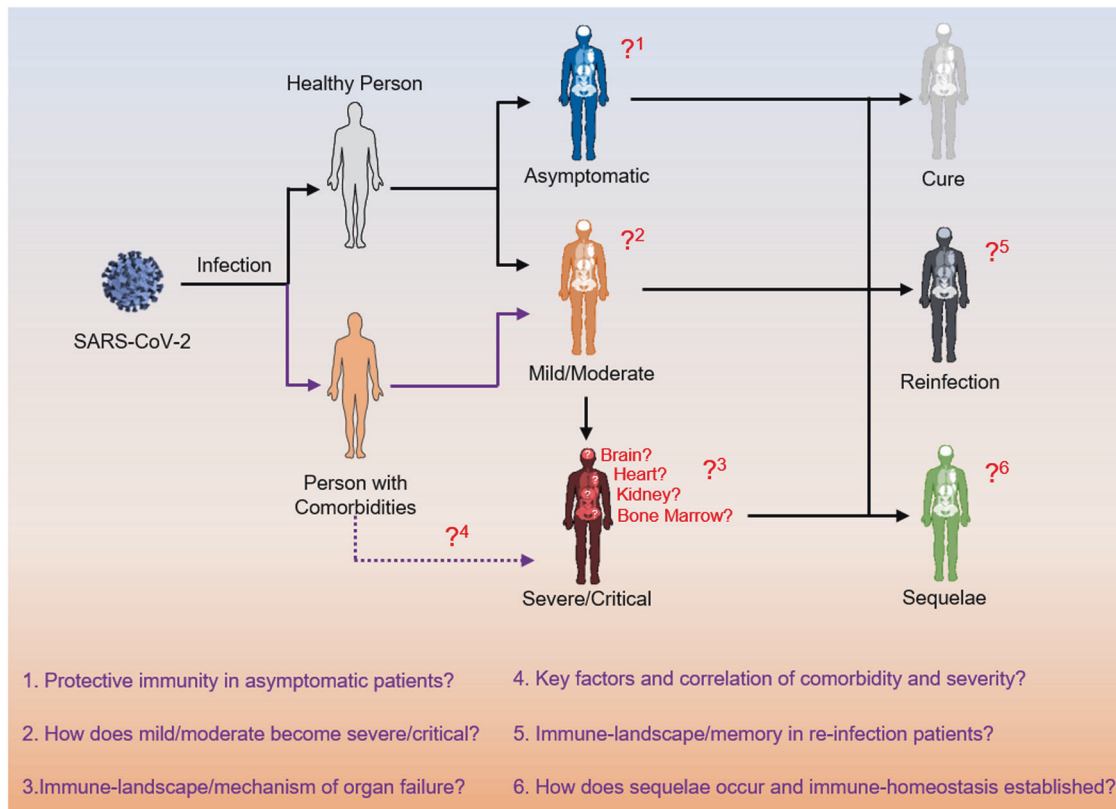 Healthy Person
?1
Asymptomatic
Cure
Infection
SARS-CoV-2
?2
Mild/Moderate
?5
Reinfection
Person with
Comorbidities
?4
Brain?
Heart?
Kidney?
Bone Marrow?
?3
Severe/Critical
?6
Sequelae
1. Protective immunity in asymptomatic patients?
2. How does mild/moderate become severe/critical?
3.Immune-landscape/mechanism of organ failure?
4. Key factors and correlation of comorbidity and severity?
5. Immune-landscape/memory in re-infection patients?
6. How does sequelae occur and immune-homeostasis established?